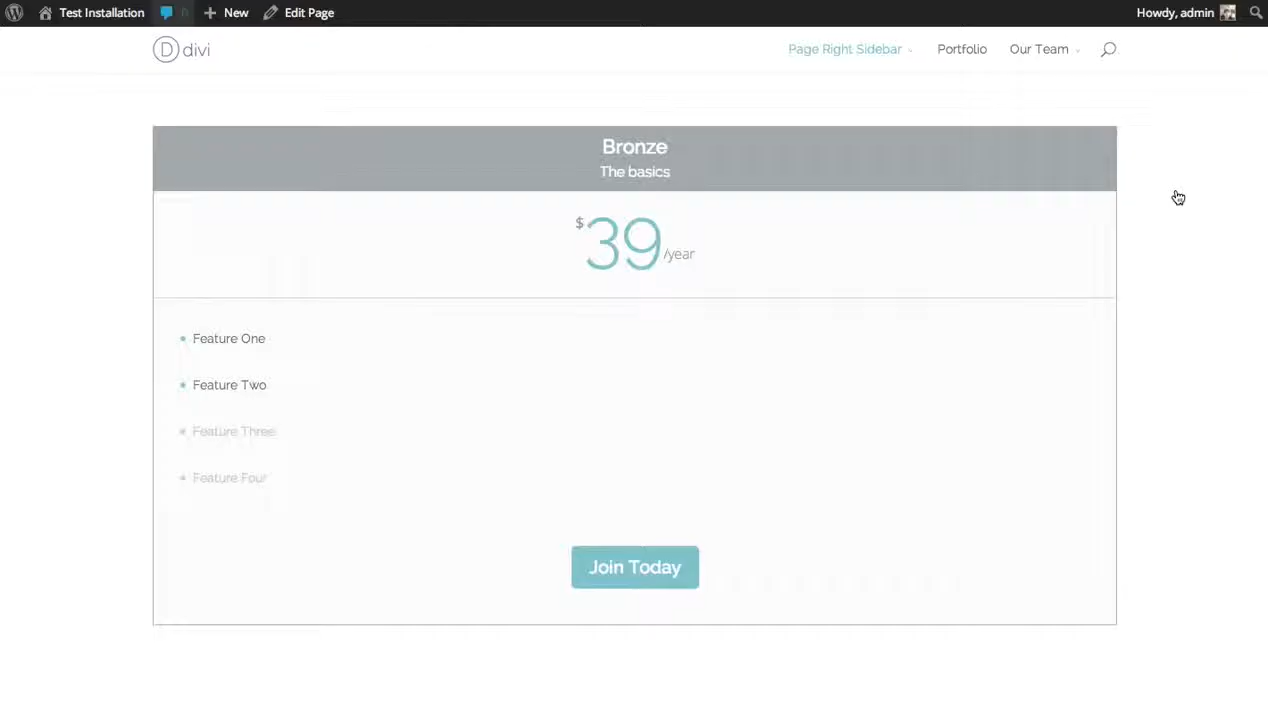 Test Installation 0 New Edit Page Howdy, admin
D divi Page Right Sidebar Portfolio Our Team
Bronze
The basics
$39/year
Feature One
Feature Two
Feature Three
Feature Four
Join Today